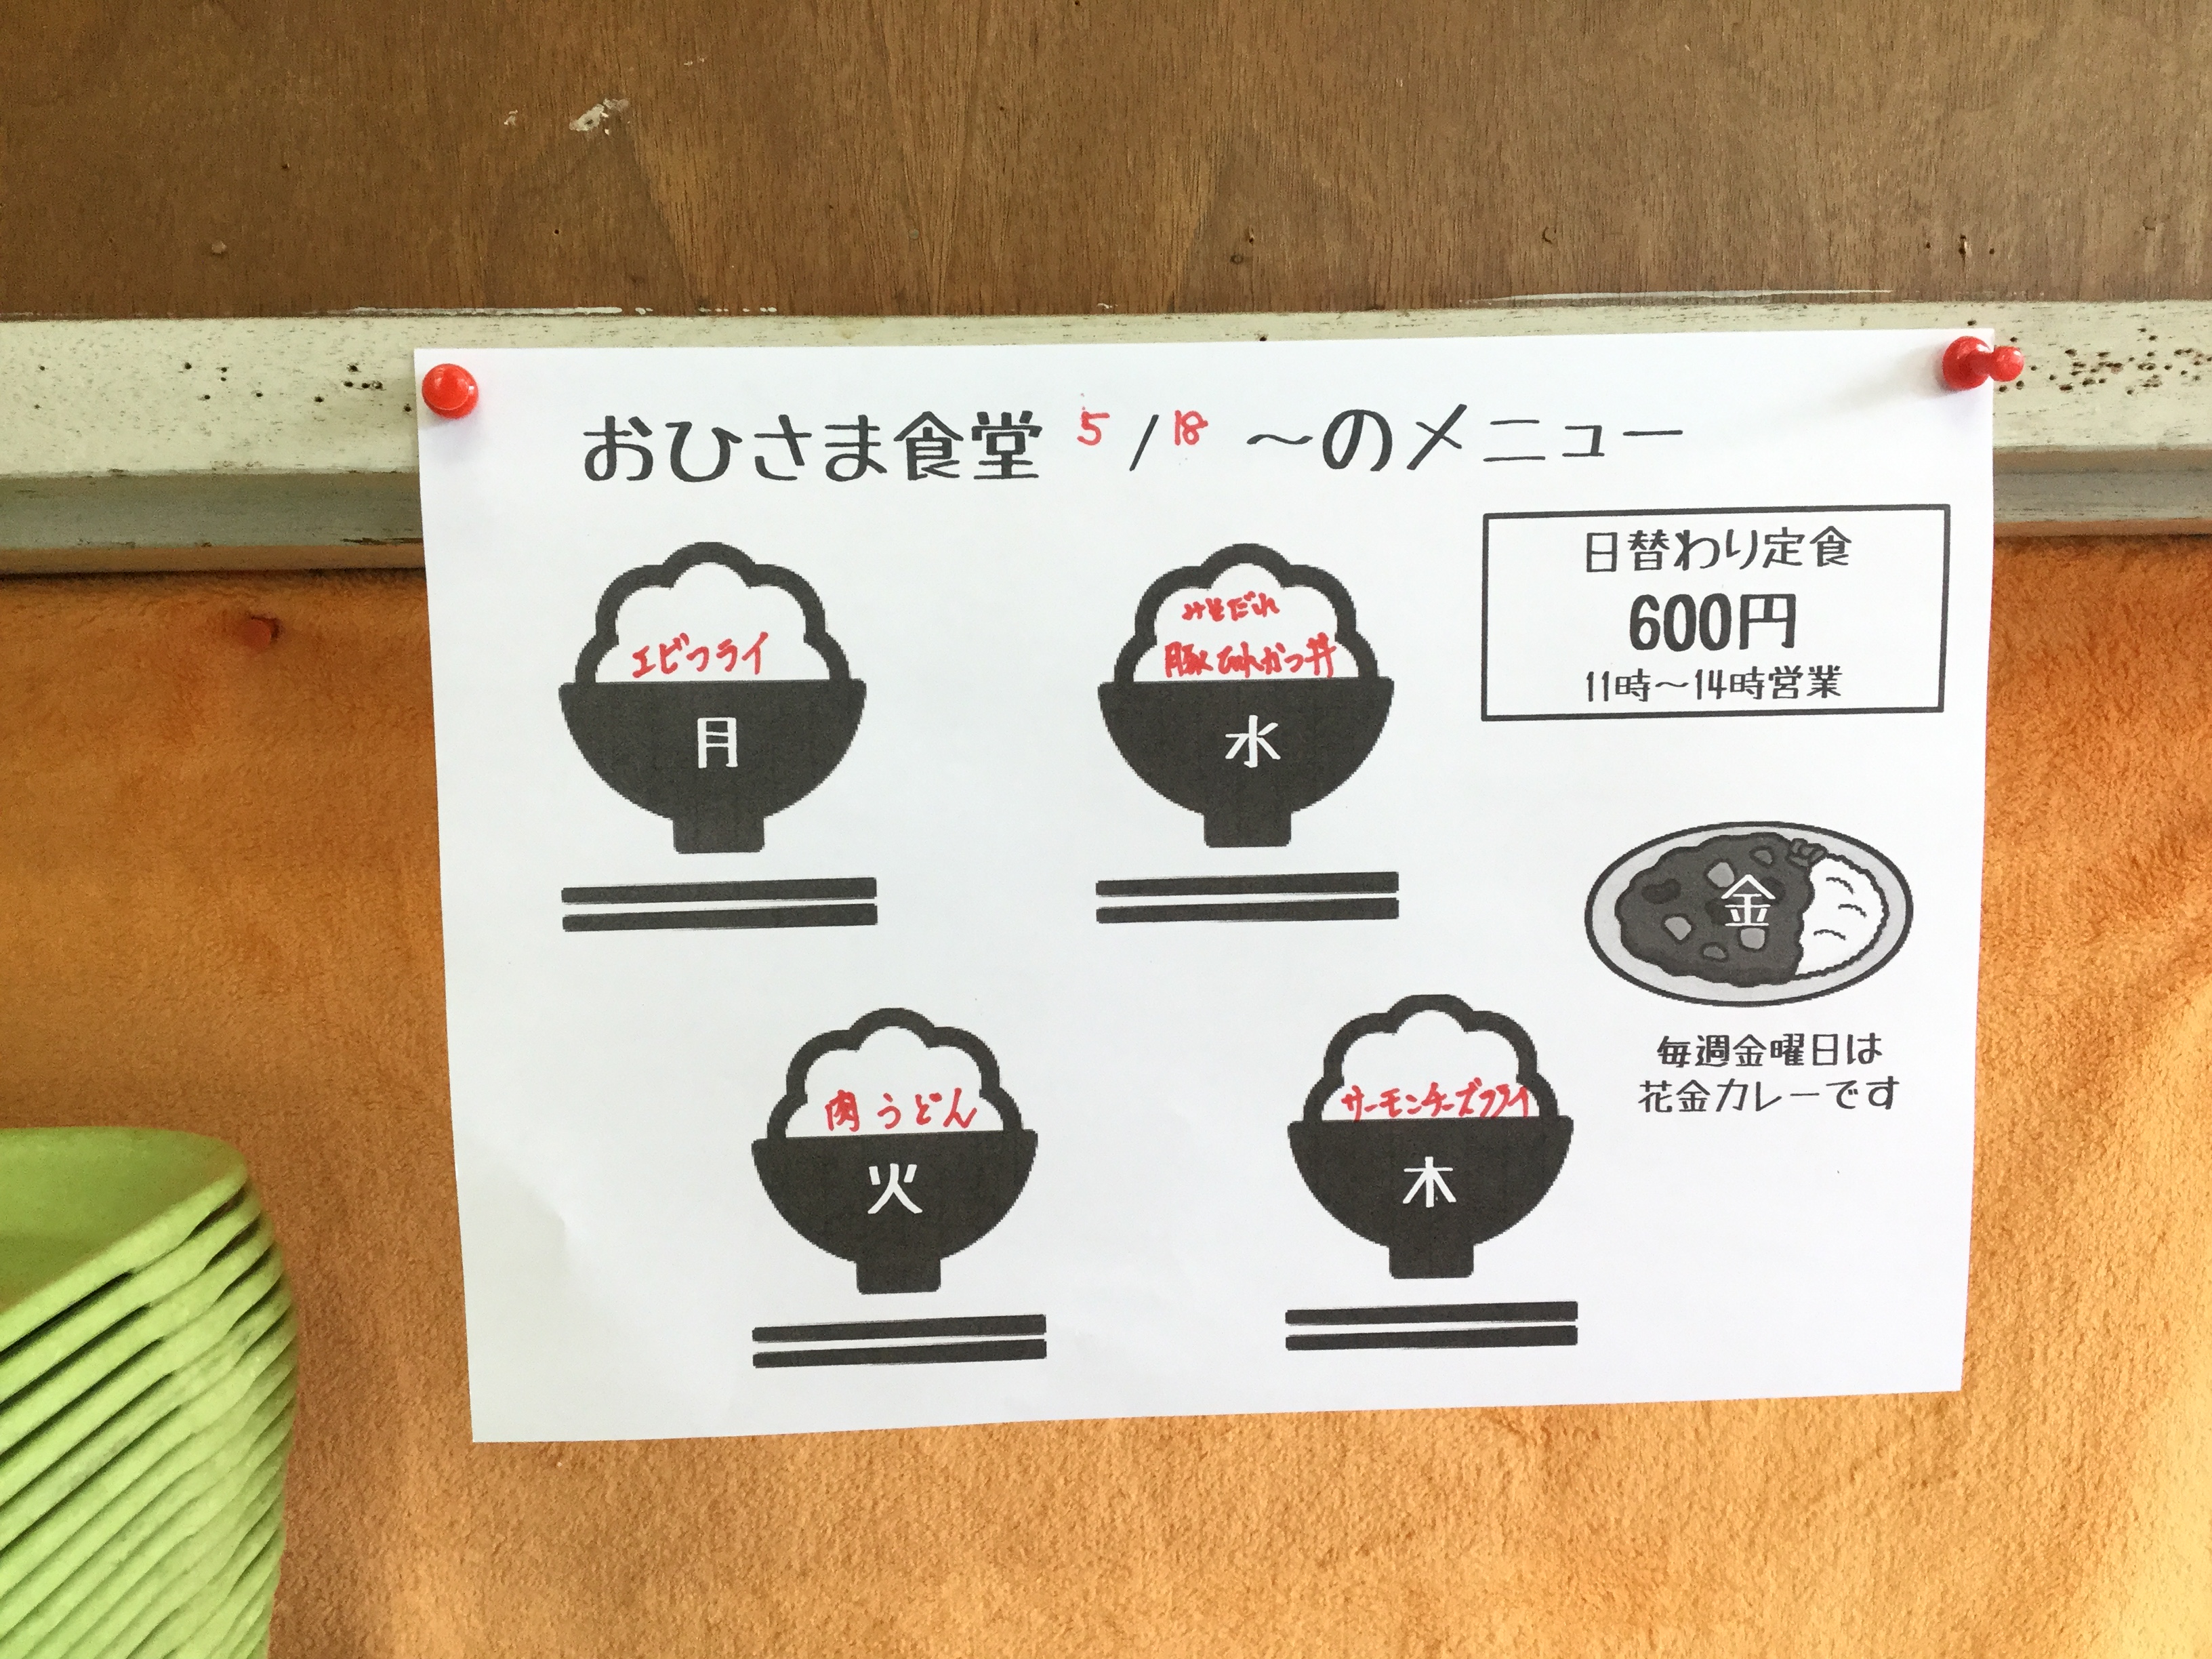 おひさま食堂 5/18 ～のメニュー
日替わり定食
600円
11時～14時営業
エビフライ
月
みそだれ
豚ひれかつ丼
水
金
毎週金曜日は
花金カレーです
肉うどん
火
サーモンチーズフライ
木